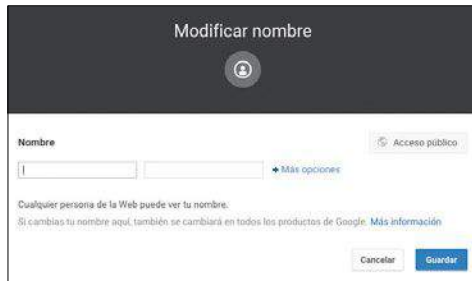 Modificar nombre
Nombre
Acceso público
Más opciones
Cualquier persona de la Web puede ver tu nombre.
Si cambias tu nombre aquí, también se cambiará en todos los productos de Google. Más información
Cancelar
Guardar